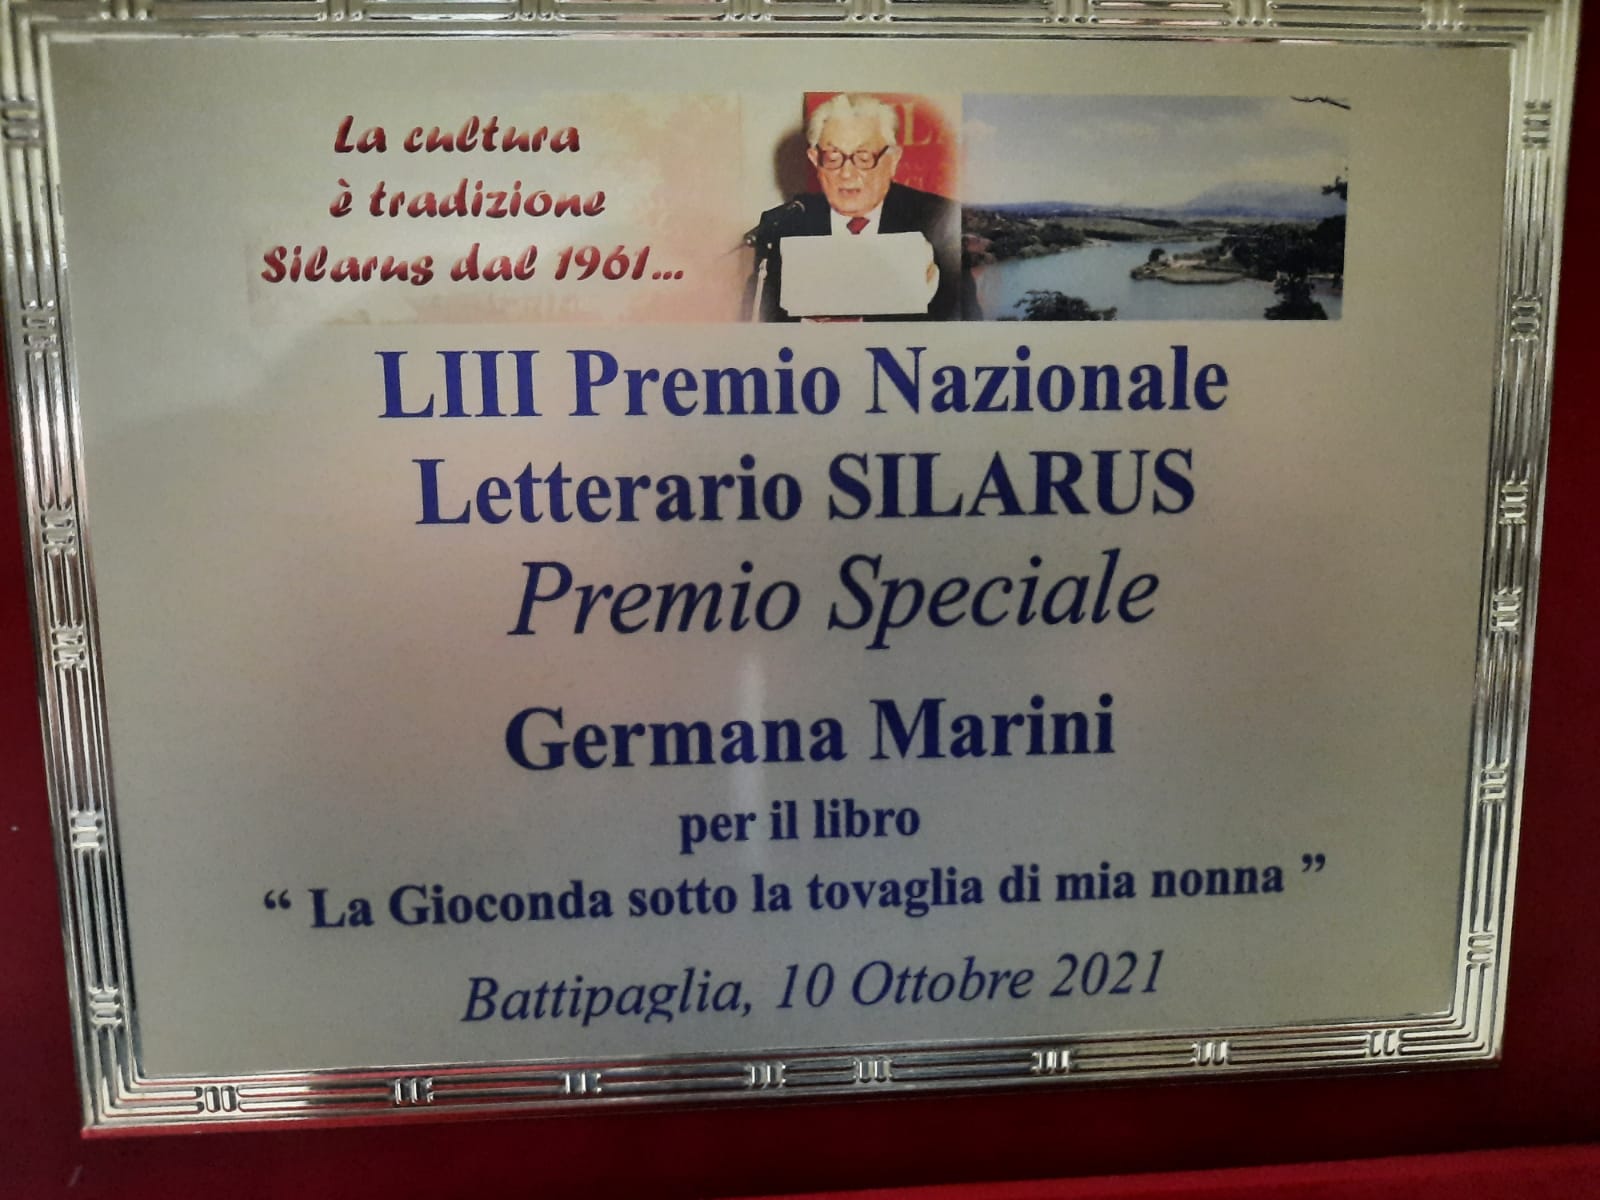 La cultura
è tradizione
Silarus dal 1961...
LIII Premio Nazionale
Letterario SILARUS
Premio Speciale
Germana Marini
per il libro
“ La Gioconda sotto la tovaglia di mia nonna ”
Battipaglia, 10 Ottobre 2021